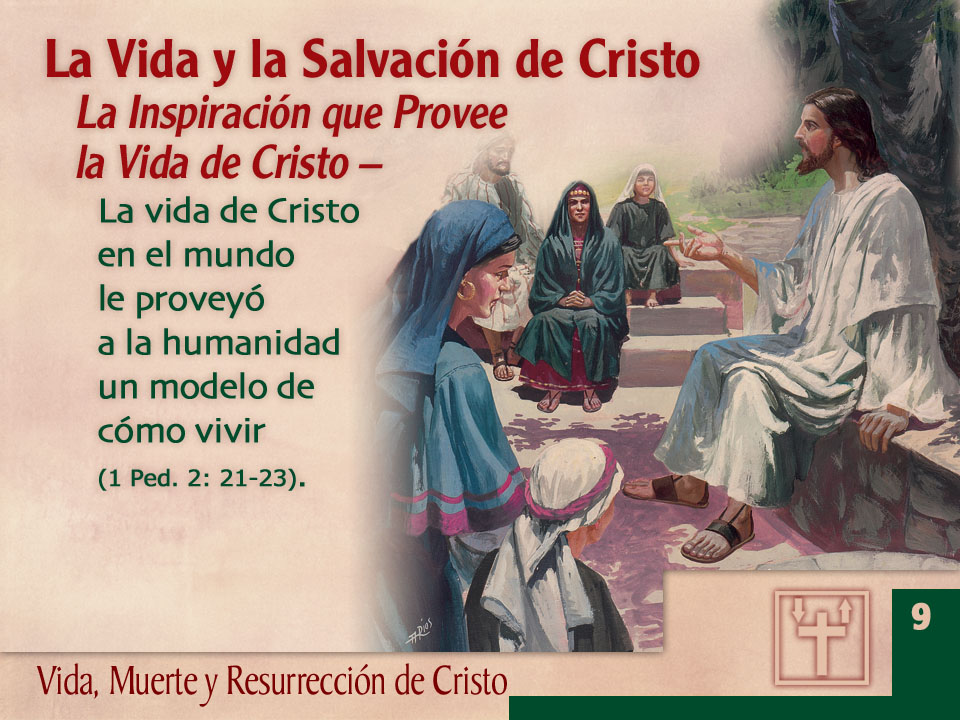 La Vida y la Salvación de Cristo
La Inspiración que Provee
la Vida de Cristo –
La vida de Cristo
en el mundo
le proveyó
a la humanidad
un modelo de
cómo vivir
(1 Ped. 2: 21-23).
ARIOS
9
Vida, Muerte y Resurrección de Cristo